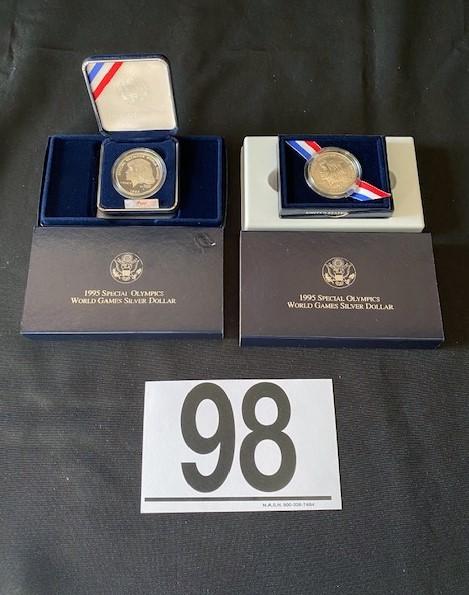 1995 SPECIAL OLYMPICS
WORLD GAMES SILVER DOLLAR
1995 SPECIAL OLYMPICS
WORLD GAMES SILVER DOLLAR
98